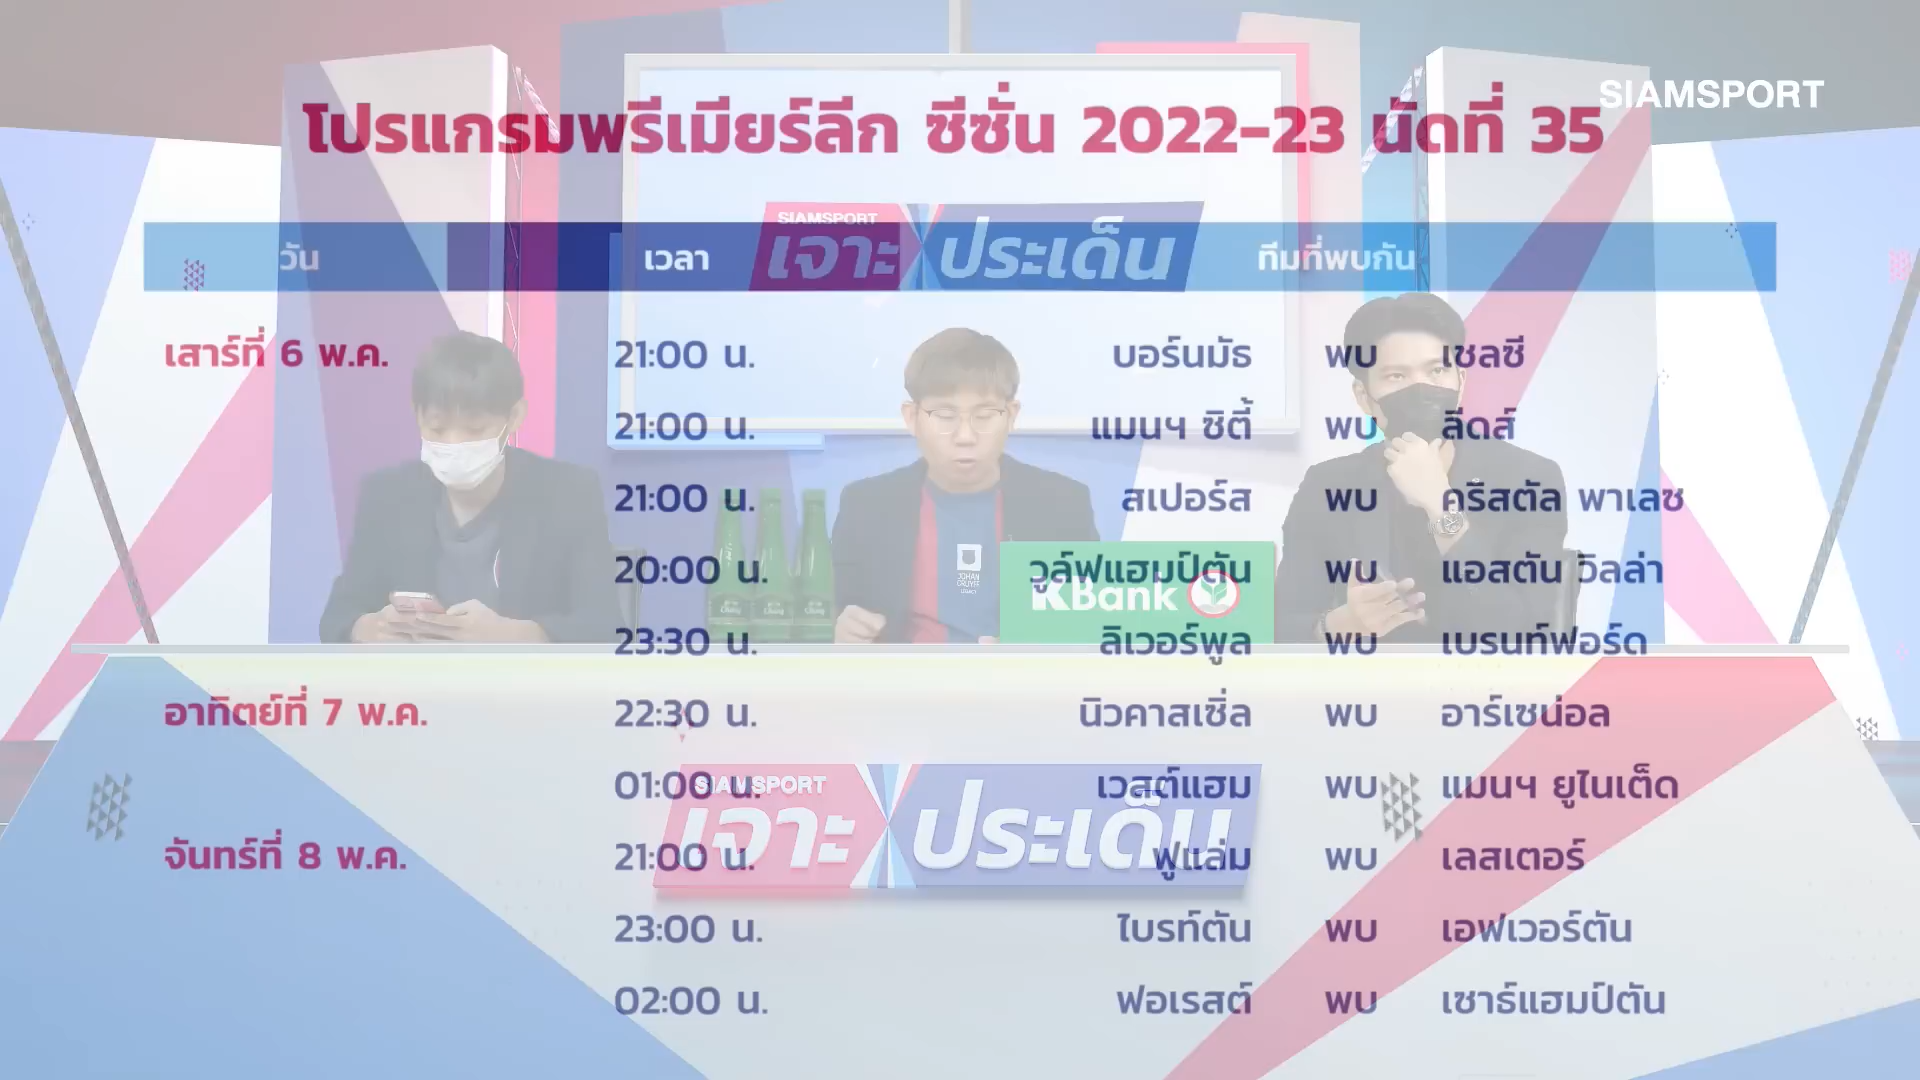 SIAMSPORT
โปรแกรมพรีเมียร์ลีก ซีซั่น 2022-23 นัดที่ 35
SIAMSPORT
เจาะประเด็น
วัน เวลา ทีมที่พบกัน
เสาร์ที่ 6 พ.ค. 21:00 น. บอร์นมัธ พบ เชลซี
21:00 น. แมนฯ ซิตี้ พบ ลีดส์
21:00 น. สเปอร์ส พบ คริสตัล พาเลซ
20:00 น. วูล์ฟแฮมป์ตัน พบ แอสตัน วิลล่า
JOHAN
CRUYFF
KBank
Chang Chang Chang
23:30 น. ลิเวอร์พูล พบ เบรนท์ฟอร์ด
อาทิตย์ที่ 7 พ.ค. 22:30 น. นิวคาสเซิ่ล พบ อาร์เซน่อล
01:00 น. เวสต์แฮม พบ แมนฯ ยูไนเต็ด
SIAMSPORT
เจาะประเด็น
จันทร์ที่ 8 พ.ค. 21:00 น. ฟูแล่ม พบ เลสเตอร์
23:00 น. ไบรท์ตัน พบ เอฟเวอร์ตัน
02:00 น. ฟอเรสต์ พบ เซาธ์แฮมป์ตัน